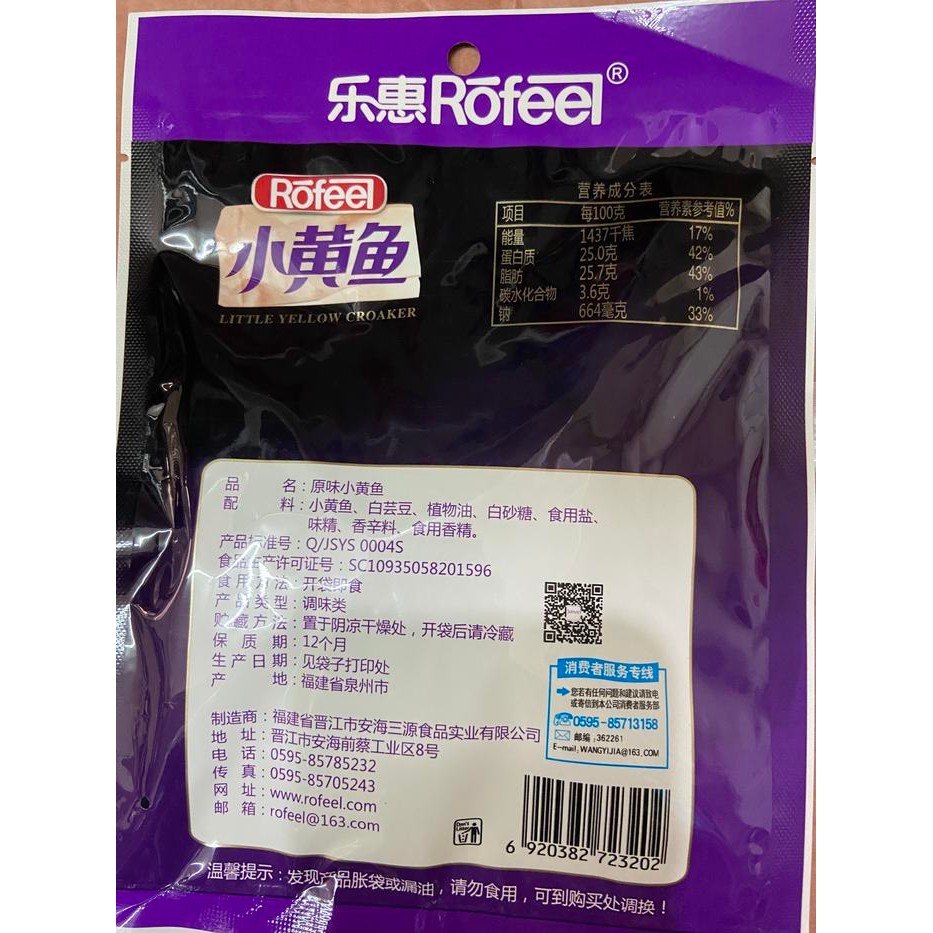 乐惠Rofeel®
Rofeel
小黄鱼
LITTLE YELLOW CROAKER
营养成分表
项目 每100克 营养素参考值%
能量 1437千焦 17%
蛋白质 25.0克 42%
脂肪 25.7克 43%
碳水化合物 3.6克 1%
钠 664毫克 33%
品 名：原味小黄鱼
配 料：小黄鱼、白芸豆、植物油、白砂糖、食用盐、
味精、香辛料、食用香精。
产品标准号：Q/JSYS 0004S
食品生产许可证号：SC10935058201596
食用方法：开袋即食
产品类型：调味类
贮藏方法：置于阴凉干燥处，开袋后请冷藏
保 质 期：12个月
生产日期：见袋子打印处
产 地：福建省泉州市
制造商：福建省晋江市安海三源食品实业有限公司
地 址：晋江市安海前蔡工业区8号
电 话：0595-85785232
传 真：0595-85705243
网 址：www.rofeel.com
邮 箱：rofeel@163.com
消费者服务专线
您若有任何问题和建议请致电
或寄信到本公司消费者服务部
0595-85713158
邮编：362261
E-mail：WANGYIJIA@163.COM
Don't Litter
6 920382 723202
温馨提示：发现产品胀袋或漏油，请勿食用，可到购买处调换！